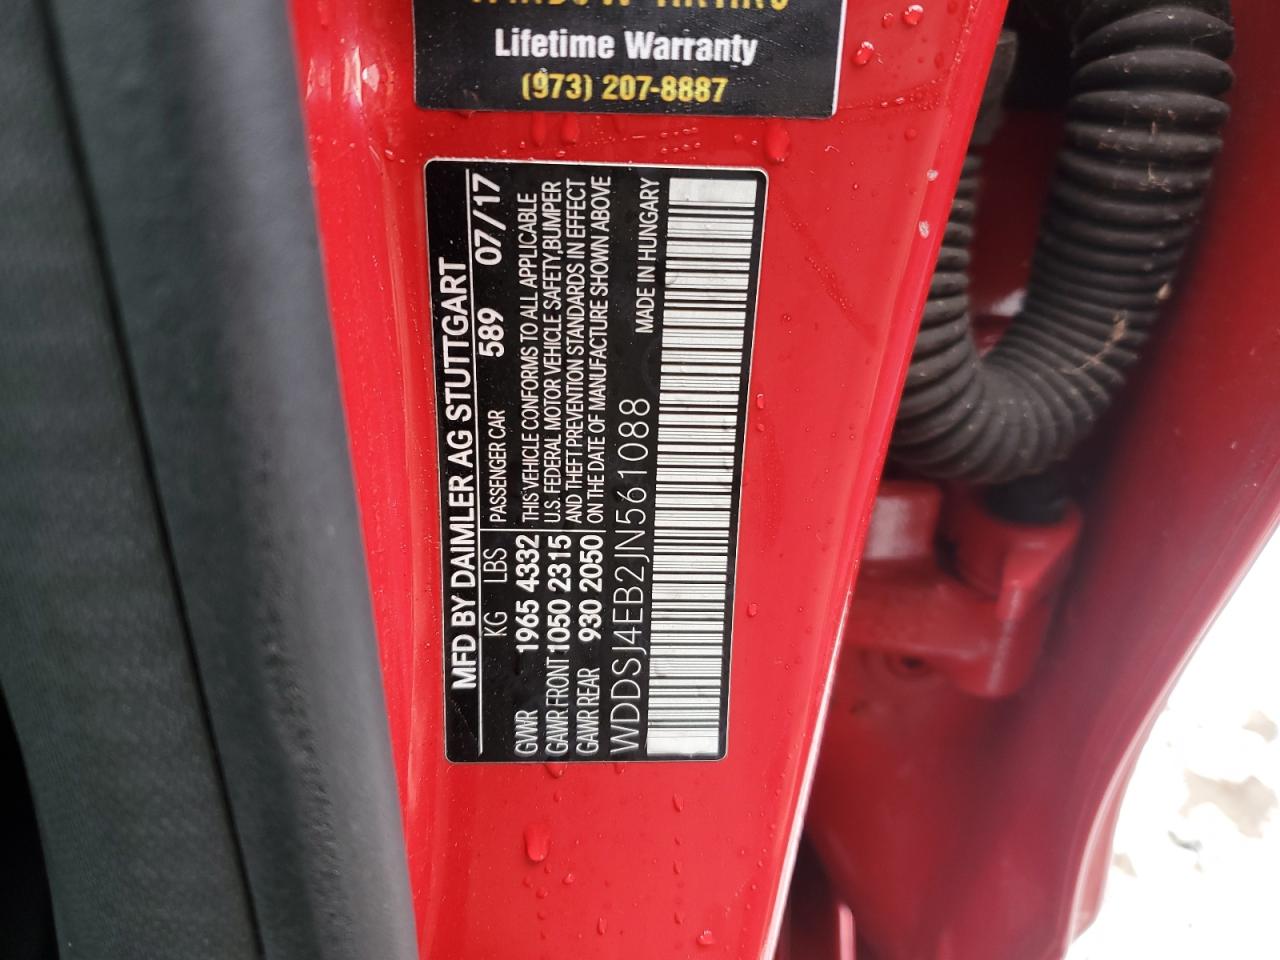 Lifetime Warranty
(973) 207-8887
MFD BY DAIMLER AG STUTTGART
KG LBS PASSENGER CAR 589 07/17
GVWR 1965 4332 THIS VEHICLE CONFORMS TO ALL APPLICABLE
GAWR FRONT 1050 2315 U.S. FEDERAL MOTOR VEHICLE SAFETY,BUMPER
GAWR REAR 930 2050 AND THEFT PREVENTION STANDARDS IN EFFECT
ON THE DATE OF MANUFACTURE SHOWN ABOVE
WDDSJ4EB2JN561088 MADE IN HUNGARY